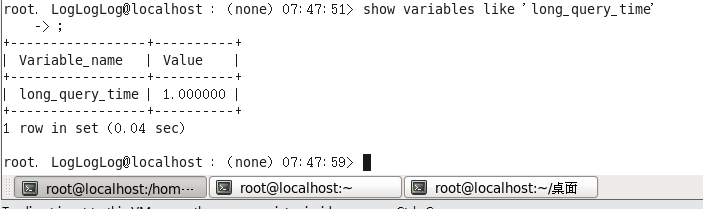 root. LogLogLog@localhost : (none) 07:47:51> show variables like 'long_query_time'
    -> ;
+-----------------+----------+
| Variable_name   | Value    |
+-----------------+----------+
| long_query_time | 1.000000 |
+-----------------+----------+
1 row in set (0.04 sec)
root. LogLogLog@localhost : (none) 07:47:59>
root@localhost:/hom··· root@localhost:~ root@localhost:~/桌面